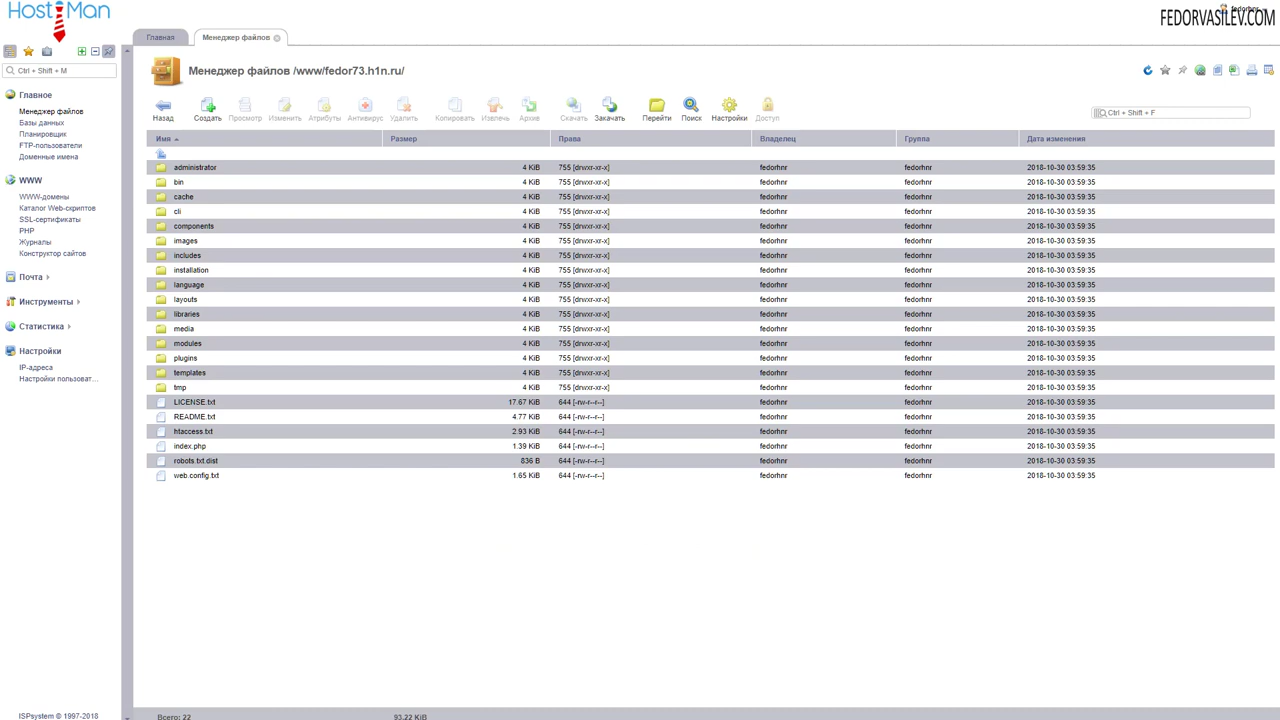 Host Man
FEDORVASILEV.COM
Главная
Менеджер файлов
Ctrl + Shift + M
Менеджер файлов /www/fedor73.h1n.ru/
Главное
Менеджер файлов
Базы данных
Планировщик
FTP-пользователи
Доменные имена
WWW
WWW-домены
Каталог Web-скриптов
SSL-сертификаты
PHP
Журналы
Конструктор сайтов
Почта
Инструменты
Статистика
Настройки
IP-адреса
Настройки пользоват...
ISPsystem © 1997-2018
Назад Создать Просмотр Изменить Атрибуты Антивирус Удалить Копировать Извлечь Архив Скачать Закачать Перейти Поиск Настройки Доступ
Ctrl + Shift + F
Имя Размер Права Владелец Группа Дата изменения
administrator 4 KiB 755 [drwxr-xr-x] fedorhnr fedorhnr 2018-10-30 03:59:35
bin 4 KiB 755 [drwxr-xr-x] fedorhnr fedorhnr 2018-10-30 03:59:35
cache 4 KiB 755 [drwxr-xr-x] fedorhnr fedorhnr 2018-10-30 03:59:35
cli 4 KiB 755 [drwxr-xr-x] fedorhnr fedorhnr 2018-10-30 03:59:35
components 4 KiB 755 [drwxr-xr-x] fedorhnr fedorhnr 2018-10-30 03:59:35
images 4 KiB 755 [drwxr-xr-x] fedorhnr fedorhnr 2018-10-30 03:59:35
includes 4 KiB 755 [drwxr-xr-x] fedorhnr fedorhnr 2018-10-30 03:59:35
installation 4 KiB 755 [drwxr-xr-x] fedorhnr fedorhnr 2018-10-30 03:59:35
language 4 KiB 755 [drwxr-xr-x] fedorhnr fedorhnr 2018-10-30 03:59:35
layouts 4 KiB 755 [drwxr-xr-x] fedorhnr fedorhnr 2018-10-30 03:59:35
libraries 4 KiB 755 [drwxr-xr-x] fedorhnr fedorhnr 2018-10-30 03:59:35
media 4 KiB 755 [drwxr-xr-x] fedorhnr fedorhnr 2018-10-30 03:59:35
modules 4 KiB 755 [drwxr-xr-x] fedorhnr fedorhnr 2018-10-30 03:59:35
plugins 4 KiB 755 [drwxr-xr-x] fedorhnr fedorhnr 2018-10-30 03:59:35
templates 4 KiB 755 [drwxr-xr-x] fedorhnr fedorhnr 2018-10-30 03:59:35
tmp 4 KiB 755 [drwxr-xr-x] fedorhnr fedorhnr 2018-10-30 03:59:35
LICENSE.txt 17.67 KiB 644 [-rw-r--r--] fedorhnr fedorhnr 2018-10-30 03:59:35
README.txt 4.77 KiB 644 [-rw-r--r--] fedorhnr fedorhnr 2018-10-30 03:59:35
htaccess.txt 2.93 KiB 644 [-rw-r--r--] fedorhnr fedorhnr 2018-10-30 03:59:35
index.php 1.39 KiB 644 [-rw-r--r--] fedorhnr fedorhnr 2018-10-30 03:59:35
robots.txt.dist 836 B 644 [-rw-r--r--] fedorhnr fedorhnr 2018-10-30 03:59:35
web.config.txt 1.65 KiB 644 [-rw-r--r--] fedorhnr fedorhnr 2018-10-30 03:59:35
Всего: 22 93.22 KiB